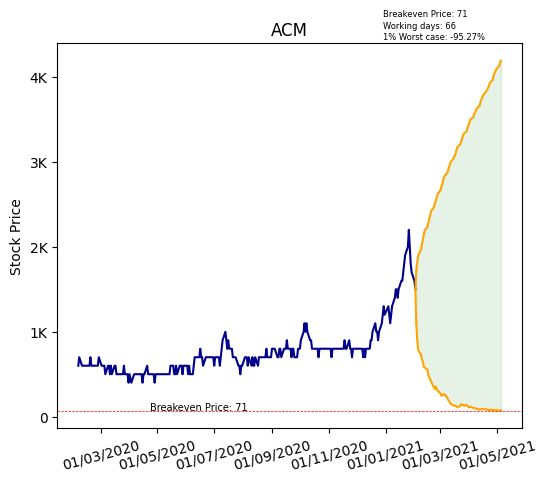 Breakeven Price: 71
Working days: 66
1% Worst case: -95.27%
ACM
4K
3K
2K
1K
0
Stock Price
Breakeven Price: 71
01/03/2020
01/05/2020
01/07/2020
01/09/2020
01/11/2020
01/01/2021
01/03/2021
01/05/2021